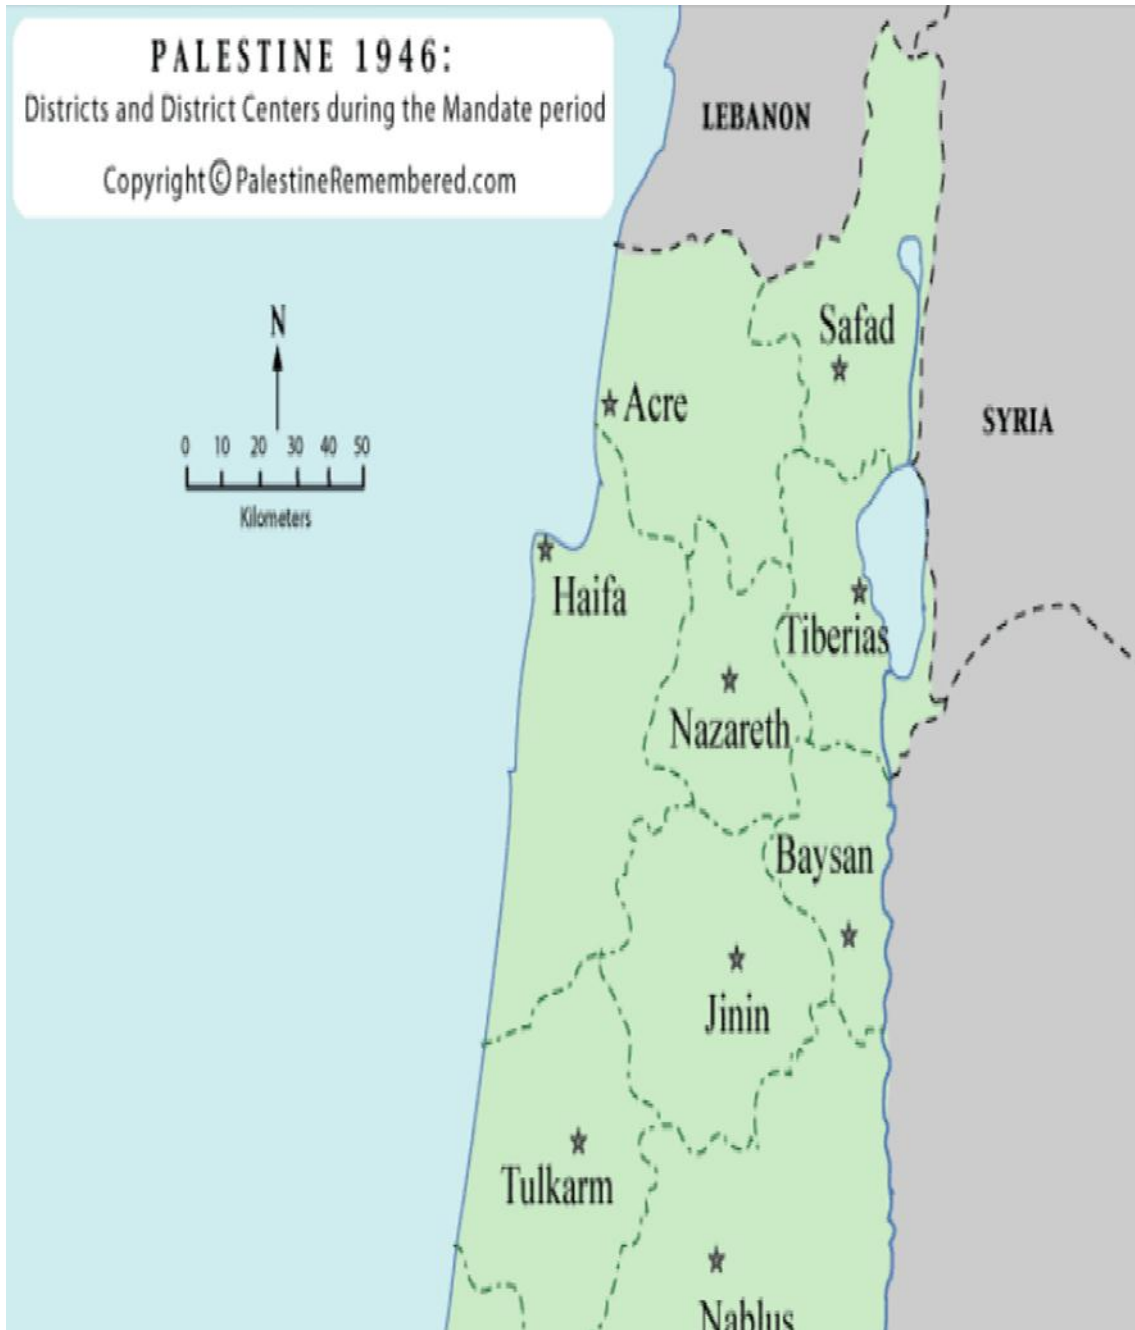 PALESTINE 1946:
Districts and District Centers during the Mandate period
Copyright © PalestineRemembered.com
LEBANON
N
Safad
0 10 20 30 40 50
Kilometers
Acre
SYRIA
Haifa
Tiberias
Nazareth
Baysan
Jinin
Tulkarm
Nablus